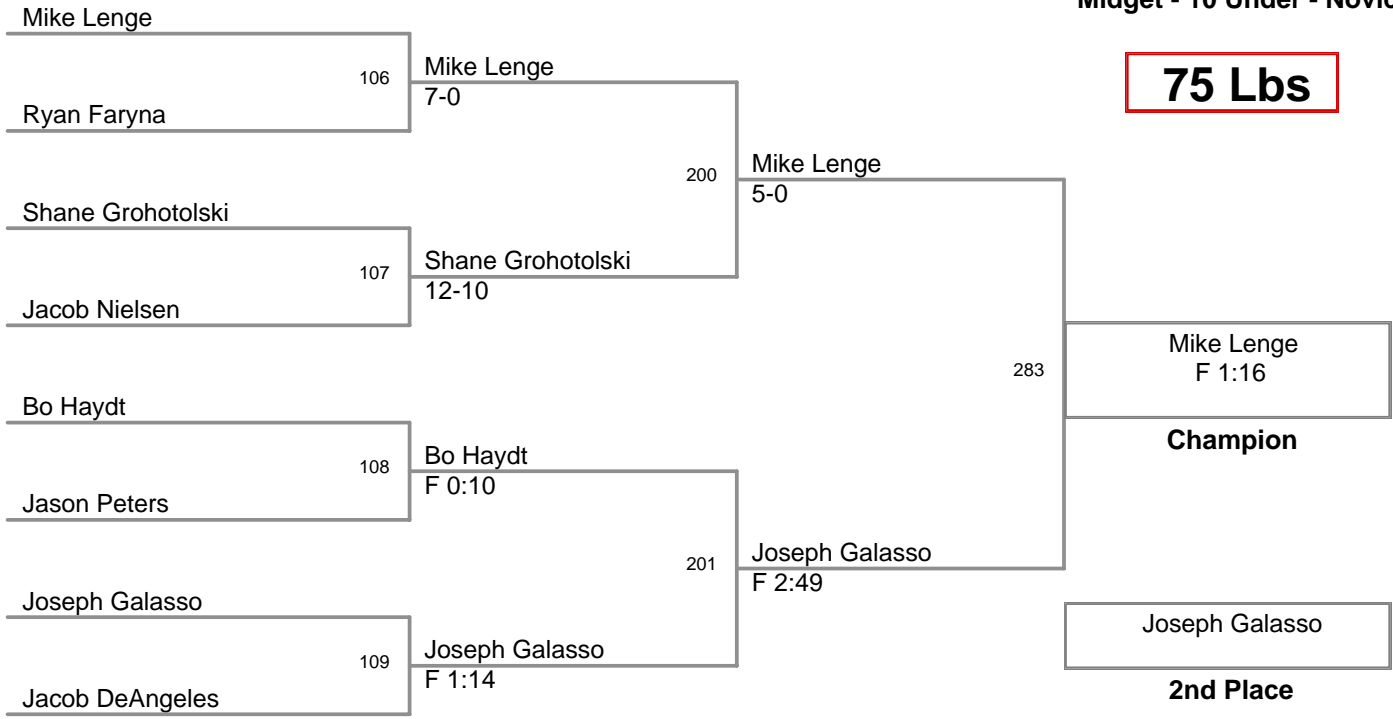 Midget - 10 Under -
75 Lbs
Mike Lenge
106
Ryan Faryna
Mike Lenge
7-0
Shane Grohotolski
107
Jacob Nielsen
Shane Grohotolski
12-10
200
Mike Lenge
5-0
Bo Haydt
108
Jason Peters
Bo Haydt
F 0:10
Joseph Galasso
109
Jacob DeAngeles
Joseph Galasso
F 1:14
201
Joseph Galasso
F 2:49
283
Mike Lenge
F 1:16
Champion
Joseph Galasso
2nd Place